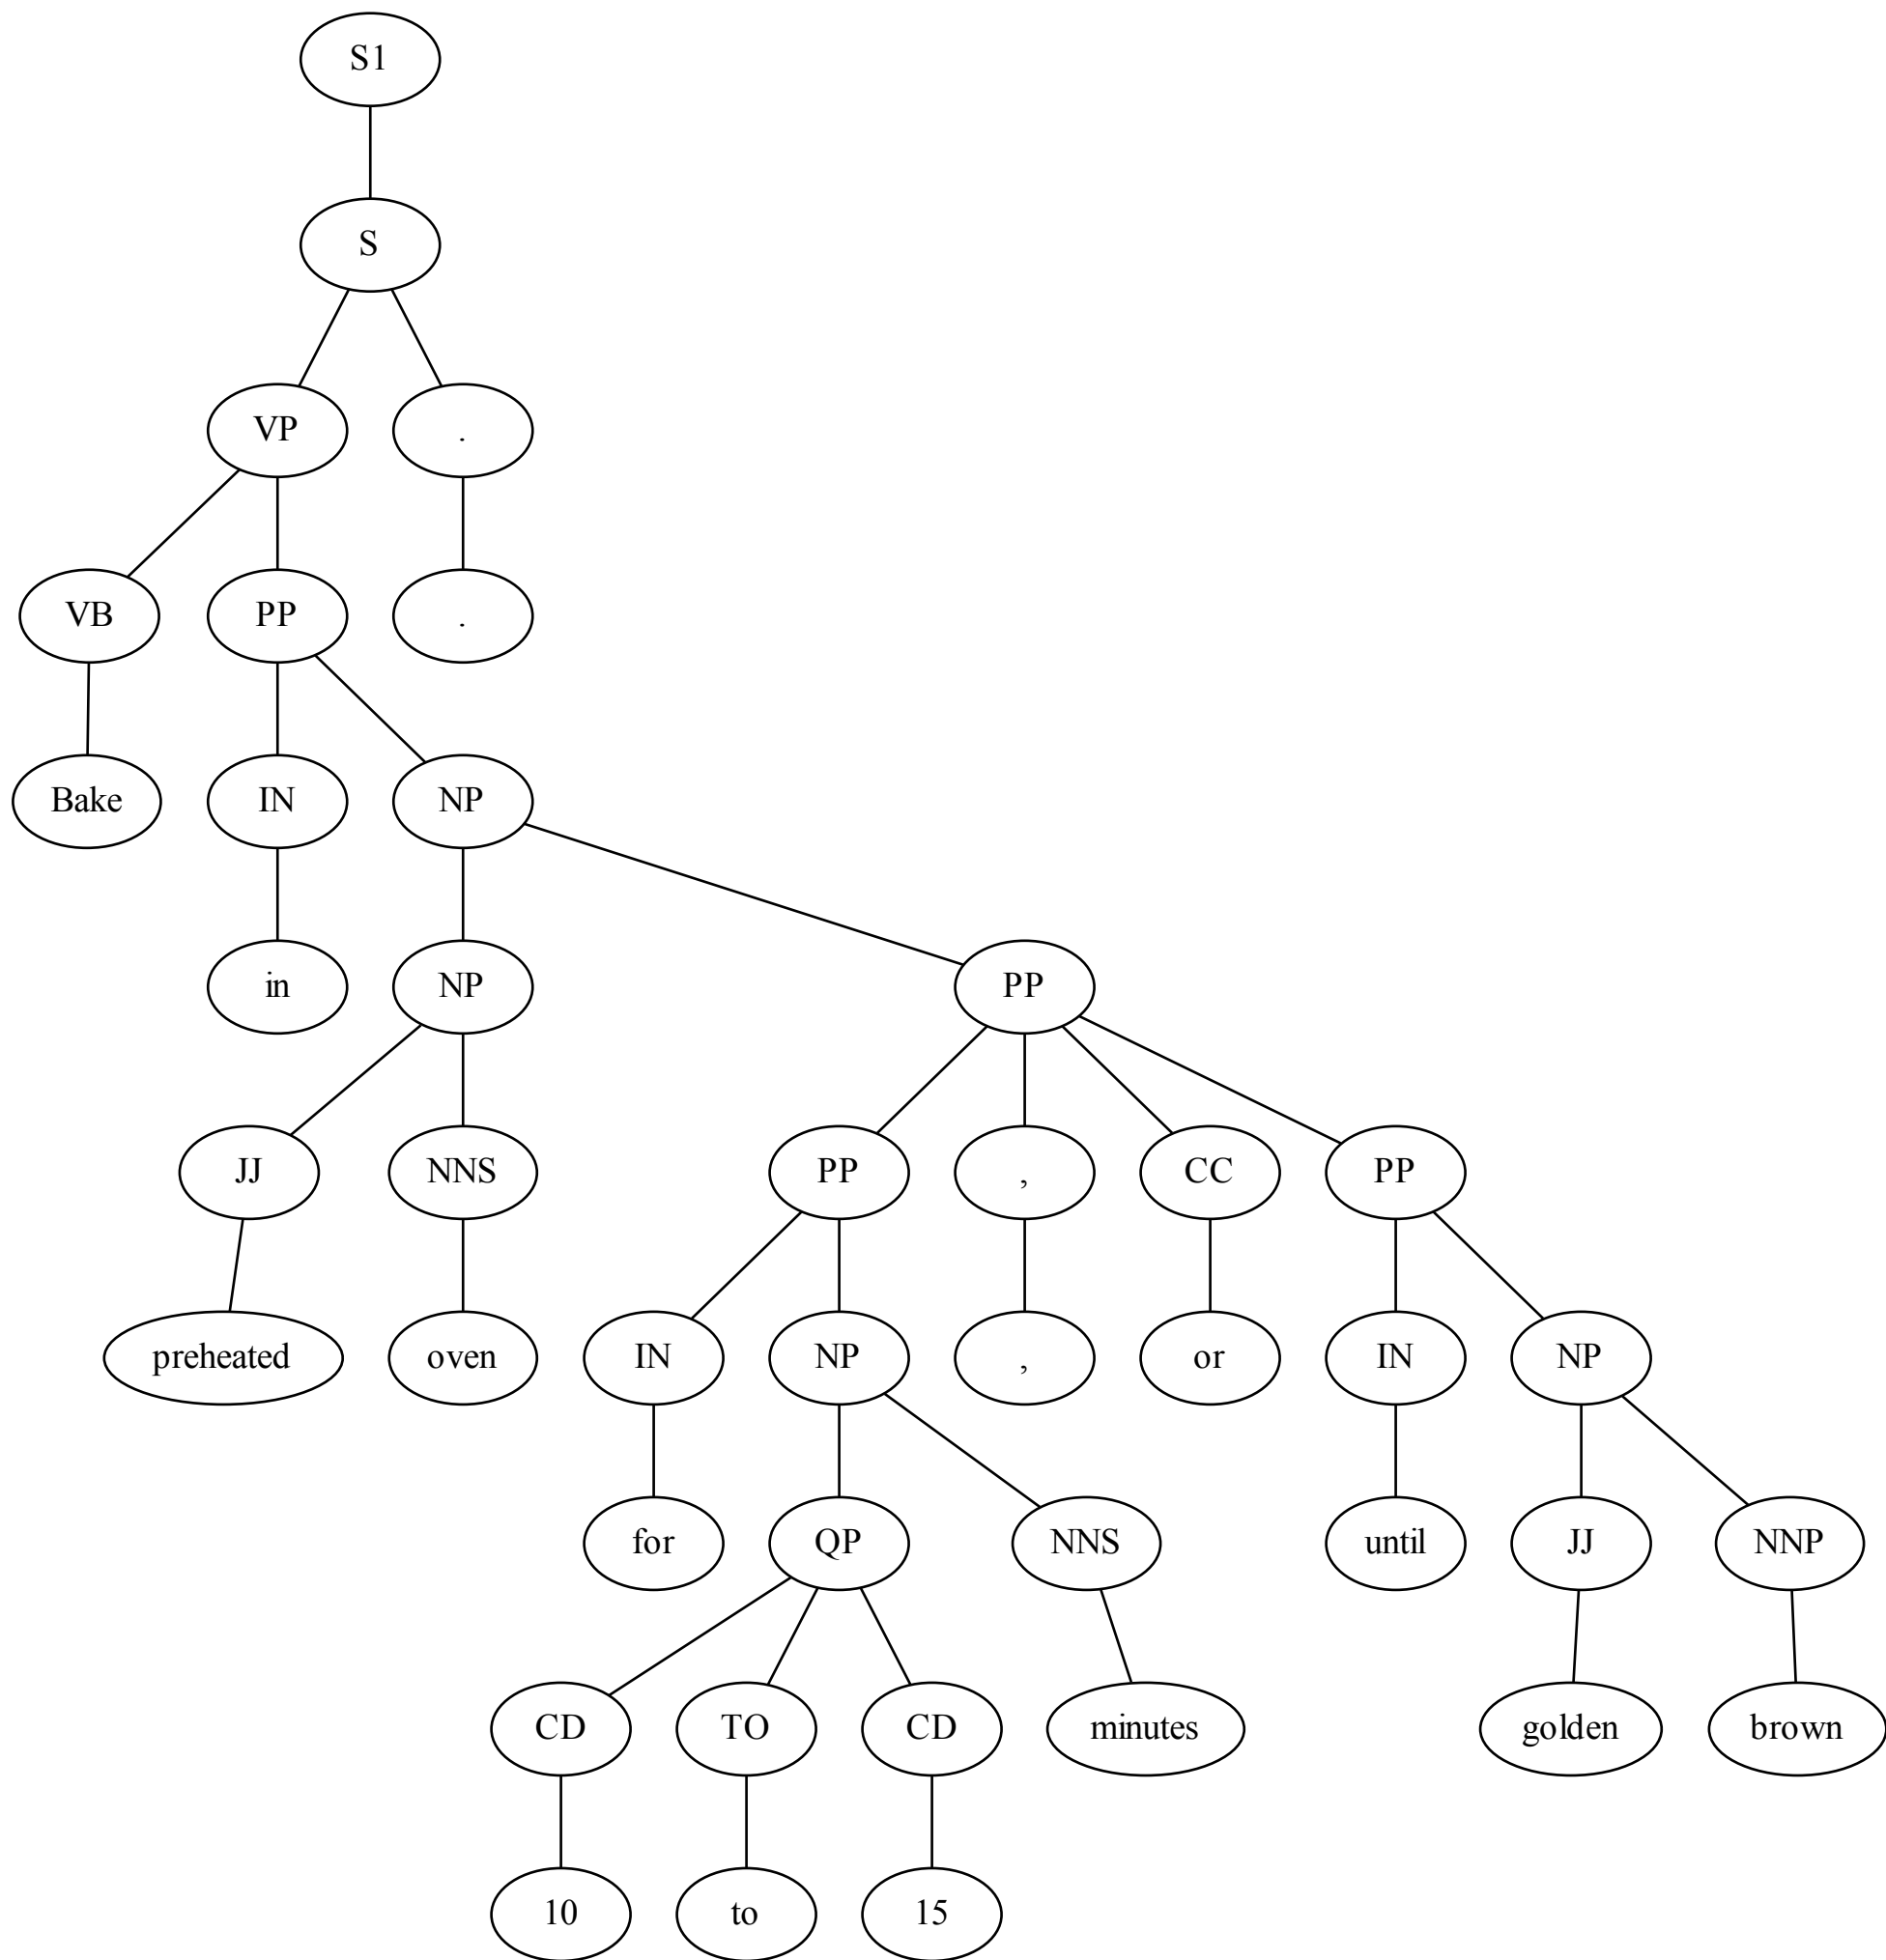 S1
S
VP .
VB PP .
Bake IN NP
in NP PP
JJ NNS PP , CC PP
preheated oven IN NP , or IN NP
for QP NNS until JJ NNP
CD TO CD minutes golden brown
10 to 15